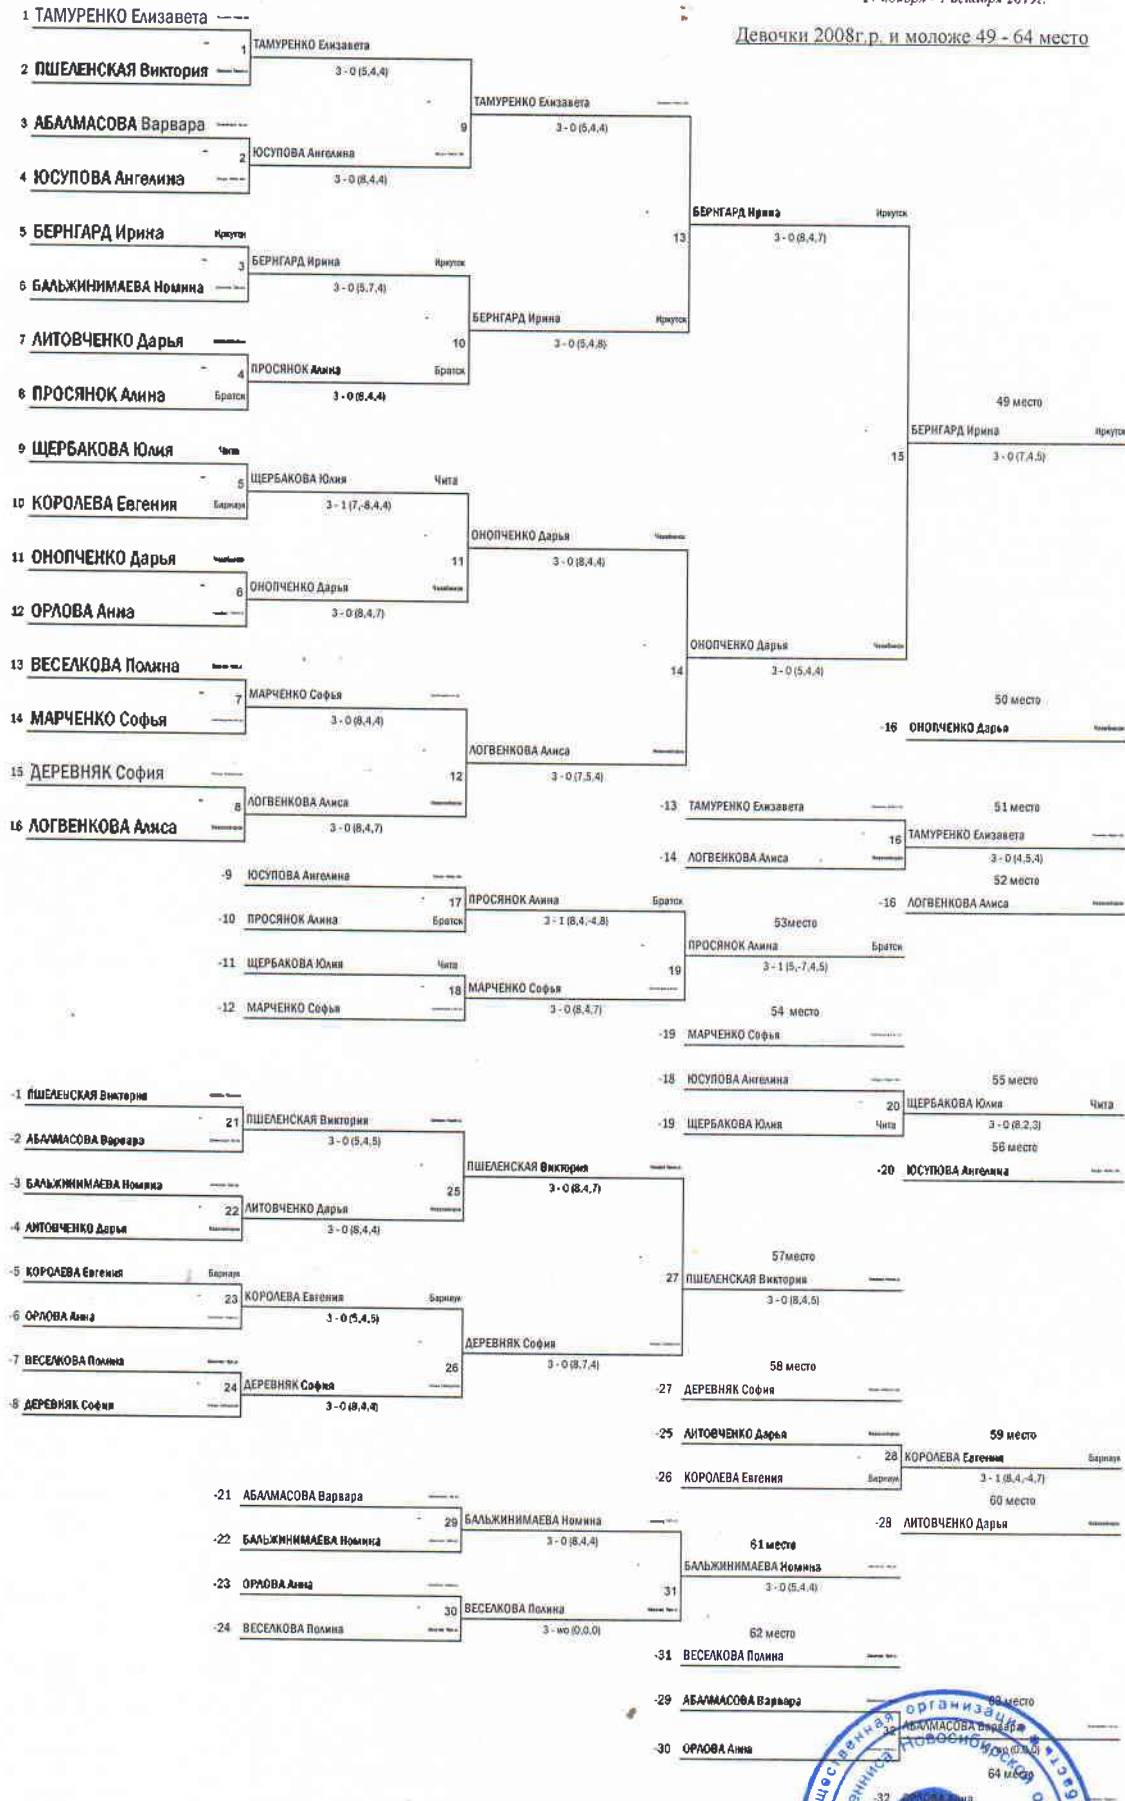 Девочки 2008г.р. и моложе 49 - 64 место
1 ТАМУРЕНКО Елизавета
1 ТАМУРЕНКО Елизавета
2 ПШЕЛЕНСКАЯ Виктория
3 - 0 (5,4,4)
ТАМУРЕНКО Елизавета
3 АБАЛМАСОВА Варвара
9
3 - 0 (5,4,4)
2 ЮСУПОВА Ангелина
4 ЮСУПОВА Ангелина
3 - 0 (8,4,4)
БЕРНГАРД Ирина Иркутск
5 БЕРНГАРД Ирина Иркутск
13
3 - 0 (8,4,7)
3 БЕРНГАРД Ирина Иркутск
6 БАЛЬЖИНИМАЕВА Номина
3 - 0 (5,7,4)
БЕРНГАРД Ирина Иркутск
7 ЛИТОВЧЕНКО Дарья
10
3 - 0 (5,4,8)
4 ПРОСЯНОК Алина Братск
8 ПРОСЯНОК Алина Братск
3 - 0 (8,4,4)
49 место
БЕРНГАРД Ирина Иркутск
9 ЩЕРБАКОВА Юлия Чита
15
3 - 0 (7,4,5)
5 ЩЕРБАКОВА Юлия Чита
10 КОРОЛЕВА Евгения Барнаул
3 - 1 (7,-8,4,4)
ОНОПЧЕНКО Дарья Челябинск
11 ОНОПЧЕНКО Дарья Челябинск
11
3 - 0 (8,4,4)
6 ОНОПЧЕНКО Дарья Челябинск
12 ОРЛОВА Анна
3 - 0 (8,4,7)
ОНОПЧЕНКО Дарья Челябинск
13 ВЕСЕЛКОВА Полина
14
3 - 0 (5,4,4)
7 МАРЧЕНКО Софья
50 место
14 МАРЧЕНКО Софья
3 - 0 (8,4,4)
-16 ОНОПЧЕНКО Дарья Челябинск
ЛОГВЕНКОВА Алиса
15 ДЕРЕВНЯК София
12
3 - 0 (7,5,4)
8 ЛОГВЕНКОВА Алиса
-13 ТАМУРЕНКО Елизавета
51 место
16 ЛОГВЕНКОВА Алиса
3 - 0 (8,4,7)
16 ТАМУРЕНКО Елизавета
-14 ЛОГВЕНКОВА Алиса
3 - 0 (4,5,4)
-9 ЮСУПОВА Ангелина
52 место
17 ПРОСЯНОК Алина Братск
-16 ЛОГВЕНКОВА Алиса
-10 ПРОСЯНОК Алина Братск
3 - 1 (8,4,-4,8)
53место
ПРОСЯНОК Алина Братск
-11 ЩЕРБАКОВА Юлия Чита
19
3 - 1 (5,-7,4,5)
18 МАРЧЕНКО Софья
-12 МАРЧЕНКО Софья
3 - 0 (8,4,7)
54 место
-19 МАРЧЕНКО Софья
-18 ЮСУПОВА Ангелина
55 место
-1 ПШЕЛЕНСКАЯ Виктория
20 ЩЕРБАКОВА Юлия Чита
21 ПШЕЛЕНСКАЯ Виктория
-19 ЩЕРБАКОВА Юлия Чита
3 - 0 (8,2,3)
-2 АБАЛМАСОВА Варвара
3 - 0 (5,4,5)
56 место
ПШЕЛЕНСКАЯ Виктория
-20 ЮСУПОВА Ангелина
-3 БАЛЬЖИНИМАЕВА Номина
25
3 - 0 (8,4,7)
22 ЛИТОВЧЕНКО Дарья
-4 ЛИТОВЧЕНКО Дарья
3 - 0 (8,4,4)
57место
-5 КОРОЛЕВА Евгения Барнаул
27 ПШЕЛЕНСКАЯ Виктория
23 КОРОЛЕВА Евгения Барнаул
3 - 0 (8,4,5)
-6 ОРЛОВА Анна
3 - 0 (5,4,5)
ДЕРЕВНЯК София
-7 ВЕСЕЛКОВА Полина
26
3 - 0 (8,7,4)
58 место
24 ДЕРЕВНЯК София
-27 ДЕРЕВНЯК София
-8 ДЕРЕВНЯК София
3 - 0 (8,4,4)
-25 ЛИТОВЧЕНКО Дарья
59 место
28 КОРОЛЕВА Евгения Барнаул
-26 КОРОЛЕВА Евгения Барнаул
3 - 1 (8,4,-4,7)
-21 АБАЛМАСОВА Варвара
60 место
29 БАЛЬЖИНИМАЕВА Номина
-28 ЛИТОВЧЕНКО Дарья
-22 БАЛЬЖИНИМАЕВА Номина
3 - 0 (8,4,4)
61 место
БАЛЬЖИНИМАЕВА Номина
-23 ОРЛОВА Анна
31
3 - 0 (5,4,4)
30 ВЕСЕЛКОВА Полина
-24 ВЕСЕЛКОВА Полина
3 - wo (0,0,0)
62 место
-31 ВЕСЕЛКОВА Полина
-29 АБАЛМАСОВА Варвара
63 место
32 АБАЛМАСОВА Варвара
-30 ОРЛОВА Анна
wo (0,0,0)
64 место
-32 ОРЛОВА Анна
организация
Новосибирской